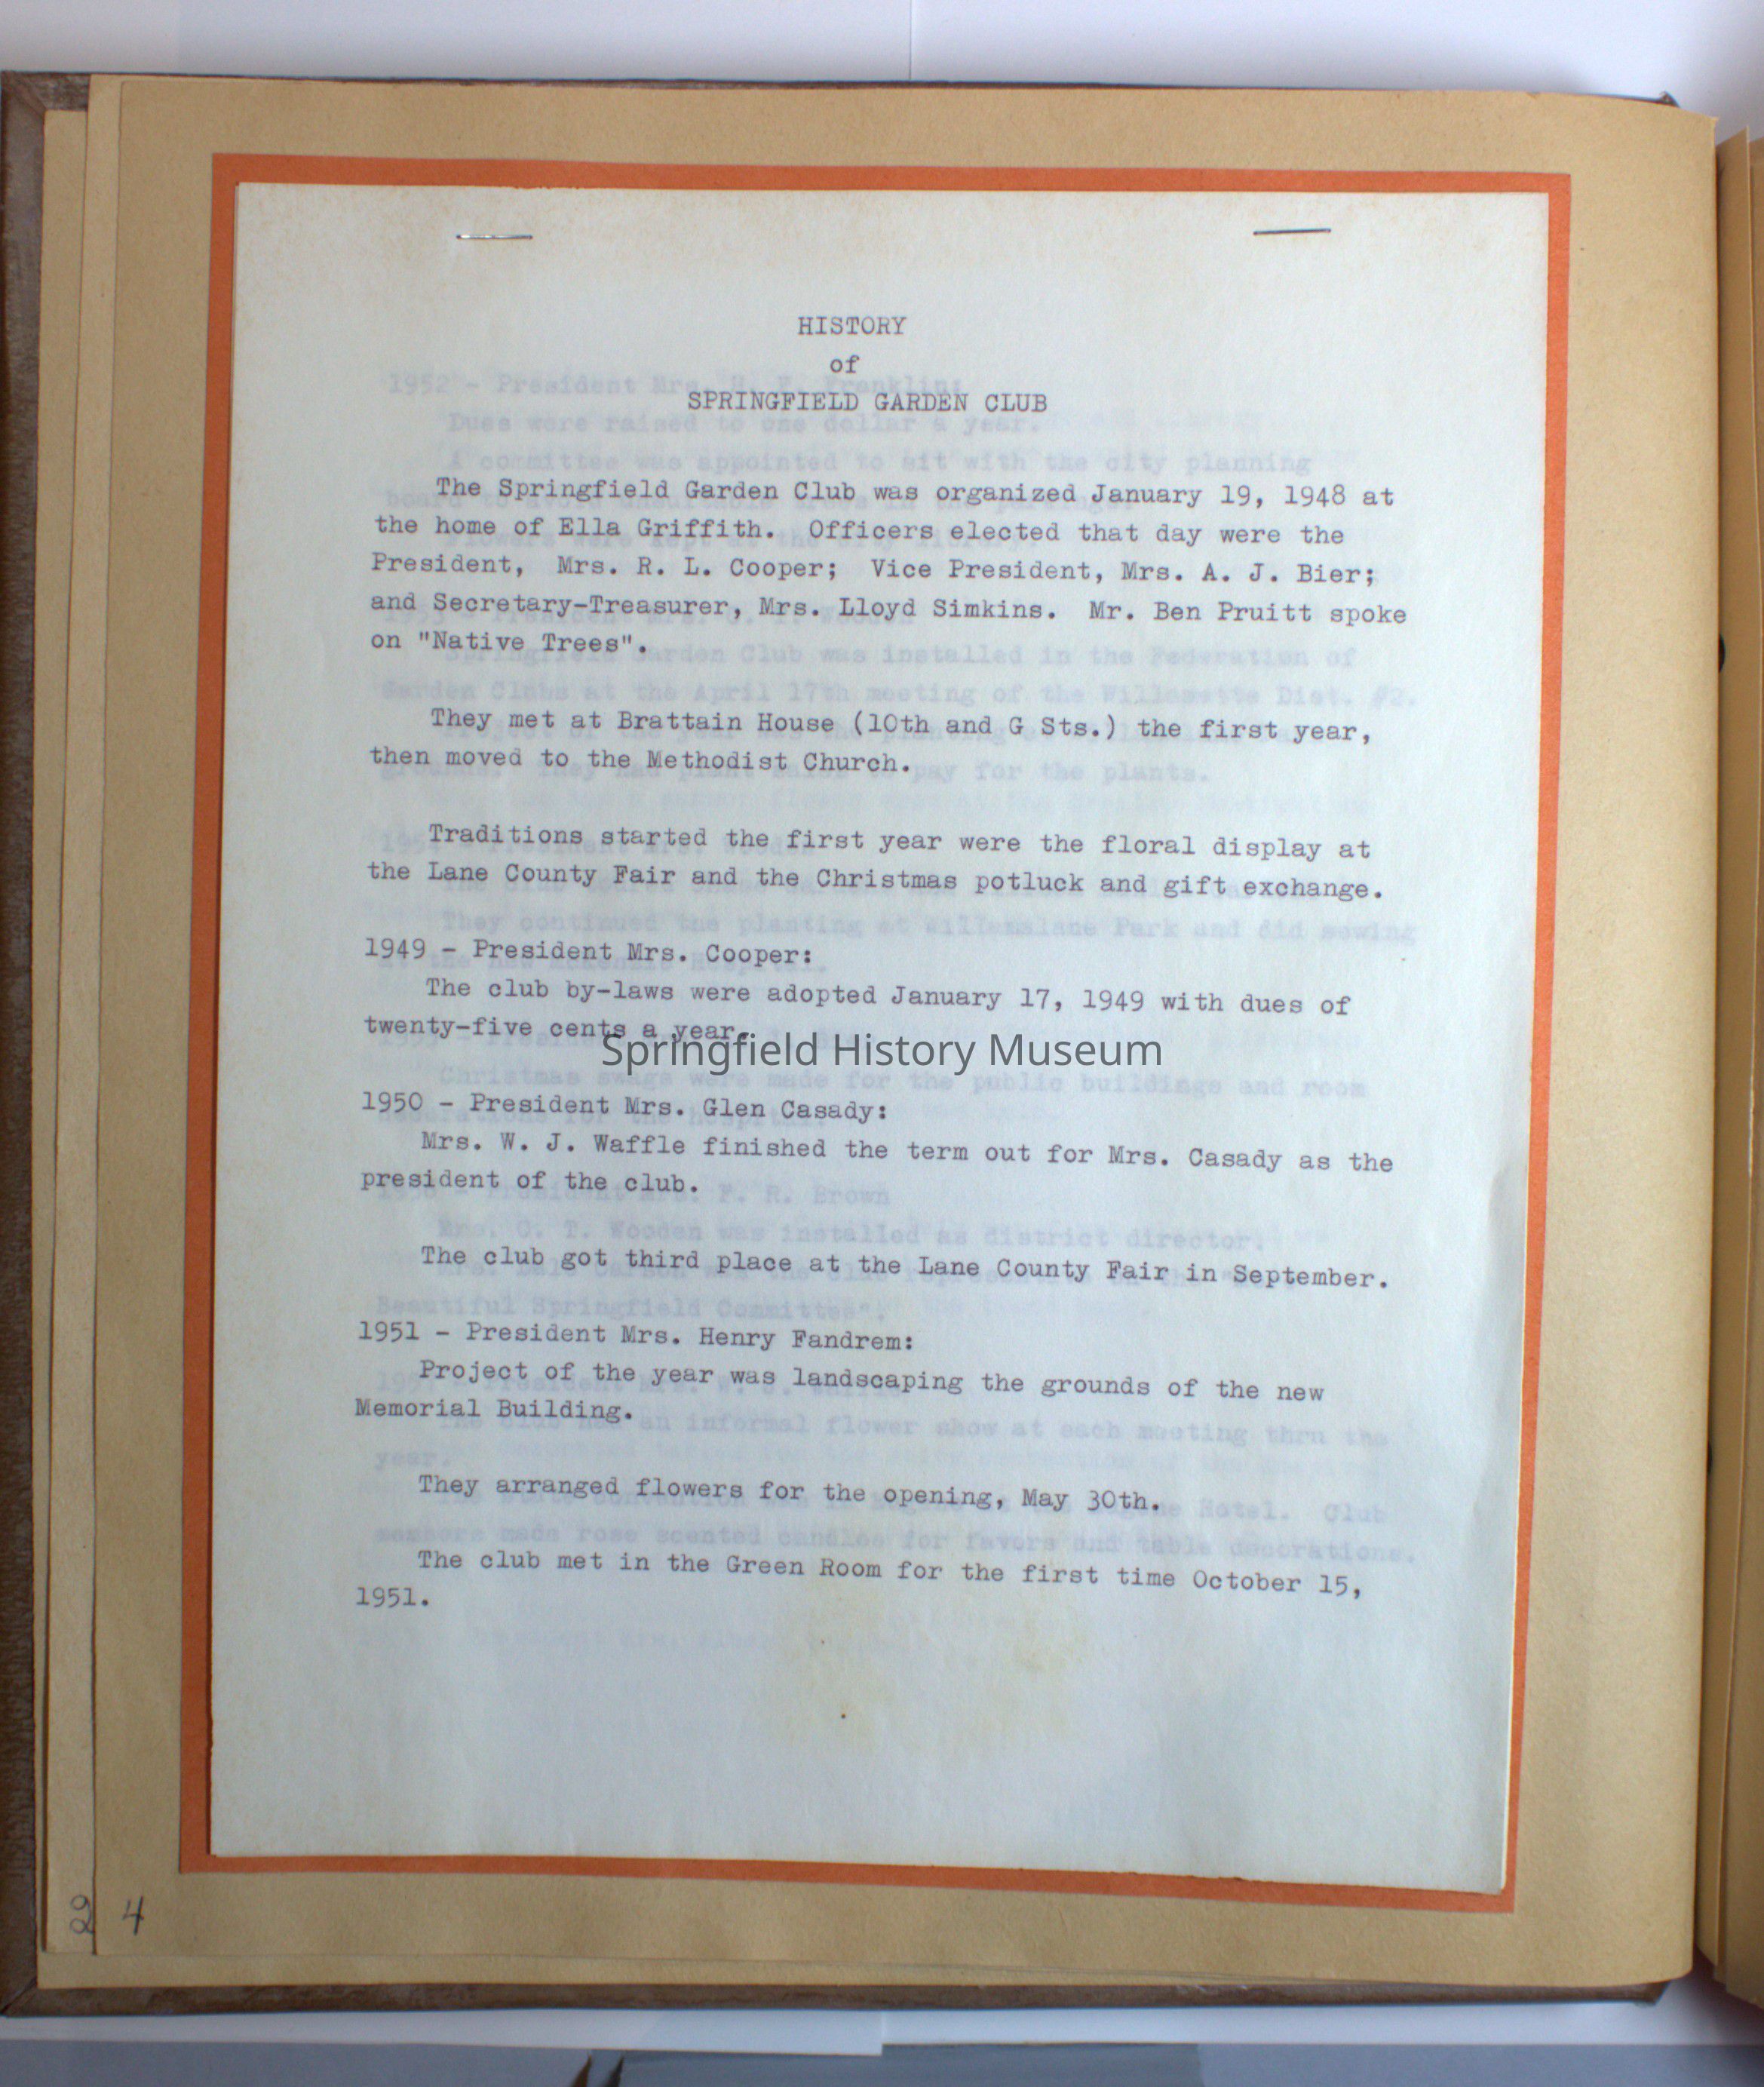 HISTORY
of
SPRINGFIELD GARDEN CLUB
The Springfield Garden Club was organized January 19, 1948 at
the home of Ella Griffith. Officers elected that day were the
President, Mrs. R. L. Cooper; Vice President, Mrs. A. J. Bier;
and Secretary-Treasurer, Mrs. Lloyd Simkins. Mr. Ben Pruitt spoke
on "Native Trees".
They met at Brattain House (10th and G Sts.) the first year,
then moved to the Methodist Church.
Traditions started the first year were the floral display at
the Lane County Fair and the Christmas potluck and gift exchange.
1949 - President Mrs. Cooper:
The club by-laws were adopted January 17, 1949 with dues of
twenty-five cents a year.
Springfield History Museum
1950 - President Mrs. Glen Casady:
Mrs. W. J. Waffle finished the term out for Mrs. Casady as the
president of the club.
The club got third place at the Lane County Fair in September.
1951 - President Mrs. Henry Fandrem:
Project of the year was landscaping the grounds of the new
Memorial Building.
They arranged flowers for the opening, May 30th.
The club met in the Green Room for the first time October 15,
1951.
2 4